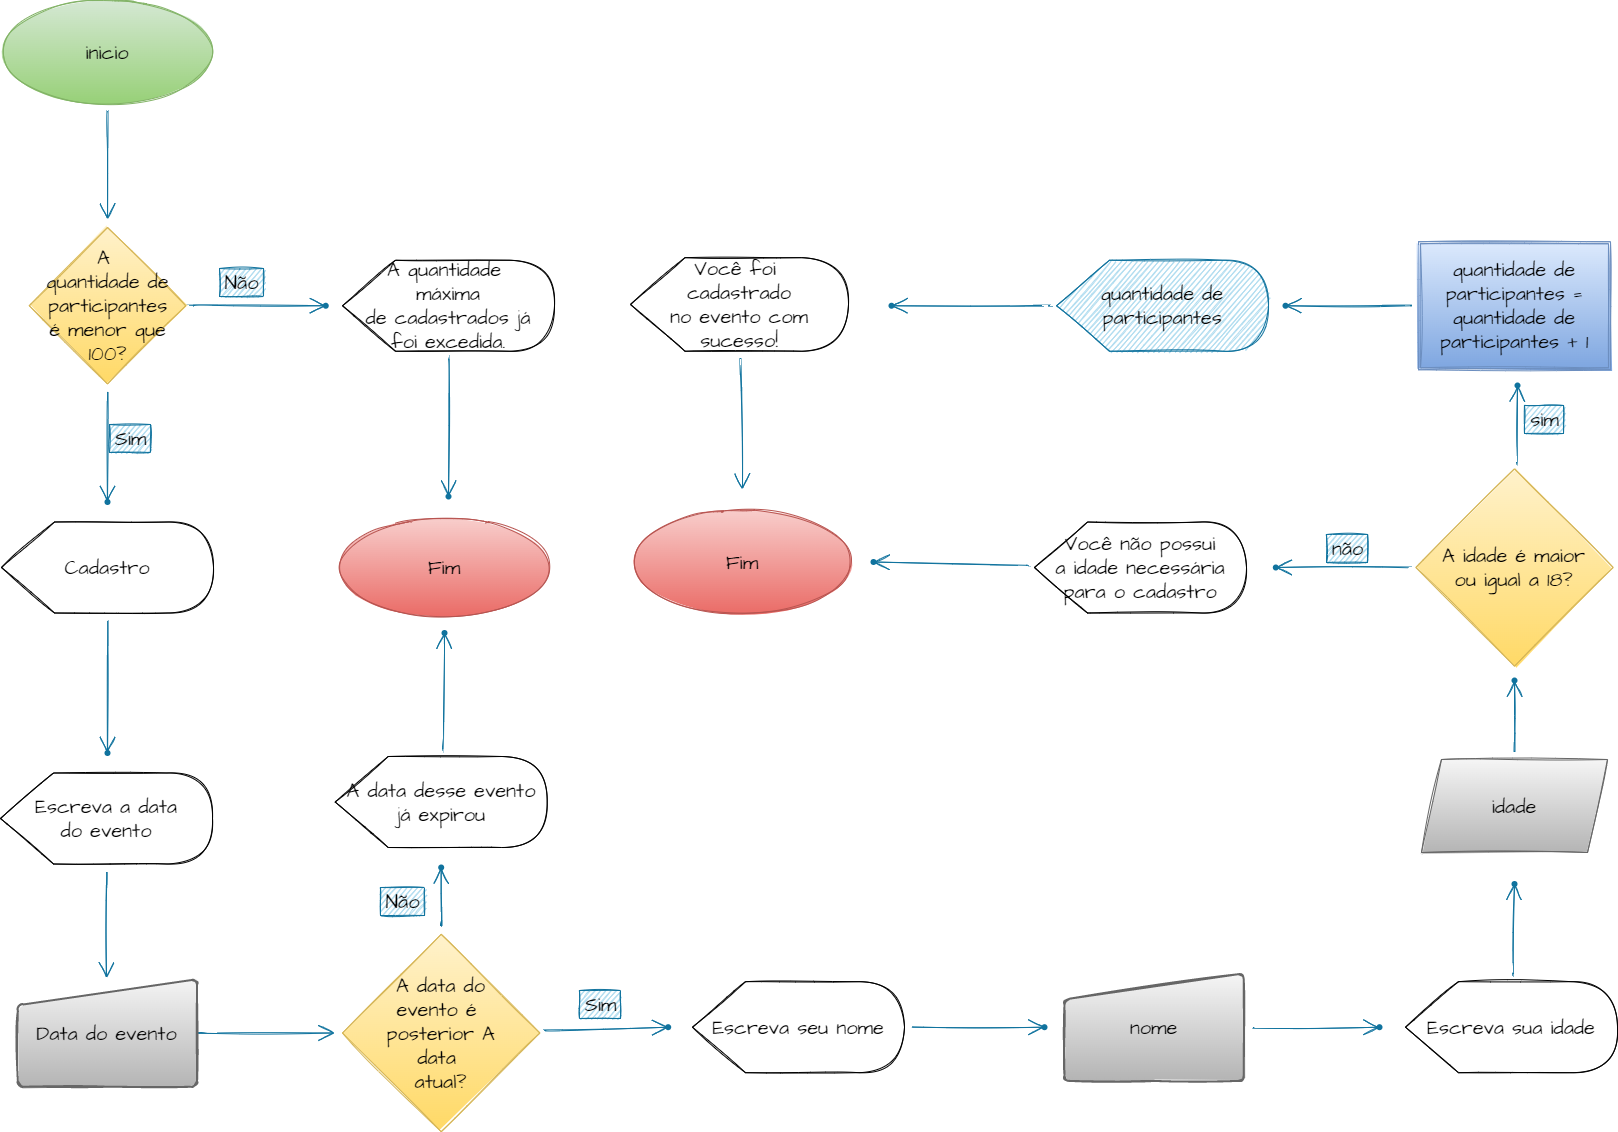 inicio
A
quantidade de
participantes
é menor que
100?
Não
A quantidade
máxima
de cadastrados já
foi excedida.
Você foi
cadastrado
no evento com
sucesso!
quantidade de
participantes
quantidade de
participantes =
quantidade de
participantes + 1
Sim
sim
Cadastro
Fim
Fim
Você não possui
a idade necessária
para o cadastro
não
A idade é maior
ou igual a 18?
Escreva a data
do evento
A data desse evento
já expirou
idade
Não
Data do evento
A data do
evento é
posterior A
data
atual?
Sim
Escreva seu nome
nome
Escreva sua idade